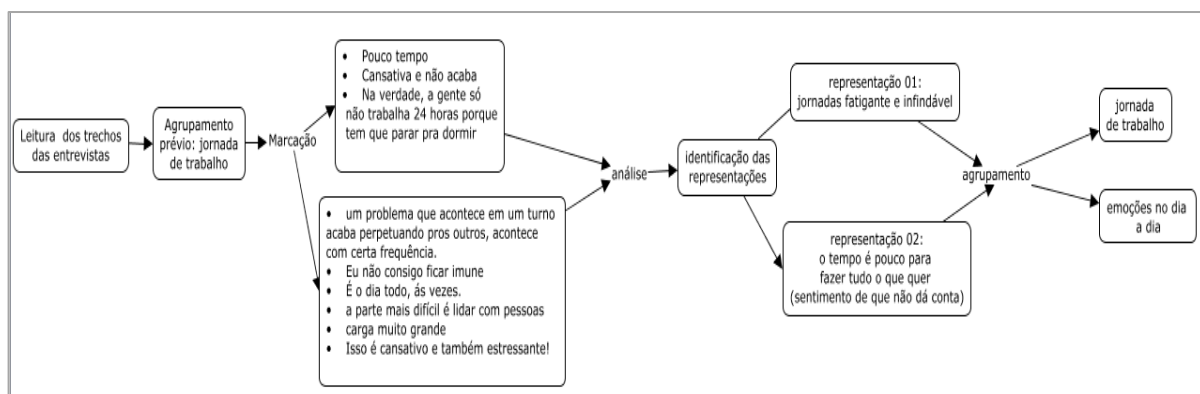 Leitura dos trechos
das entrevistas
Agrupamento
prévio: jornada
de trabalho
Marcação
• Pouco tempo
• Cansativa e não acaba
• Na verdade, a gente só
não trabalha 24 horas porque
tem que parar pra dormir
• um problema que acontece em um turno
acaba perpetuando pros outros, acontece
com certa frequência.
• Eu não consigo ficar imune
• É o dia todo, ás vezes.
• a parte mais difícil é lidar com pessoas
• carga muito grande
• Isso é cansativo e também estressante!
análise
identificação das
representações
representação 01:
jornadas fatigante e infindável
representação 02:
o tempo é pouco para
fazer tudo o que quer
(sentimento de que não dá conta)
agrupamento
jornada
de trabalho
emoções no dia
a dia